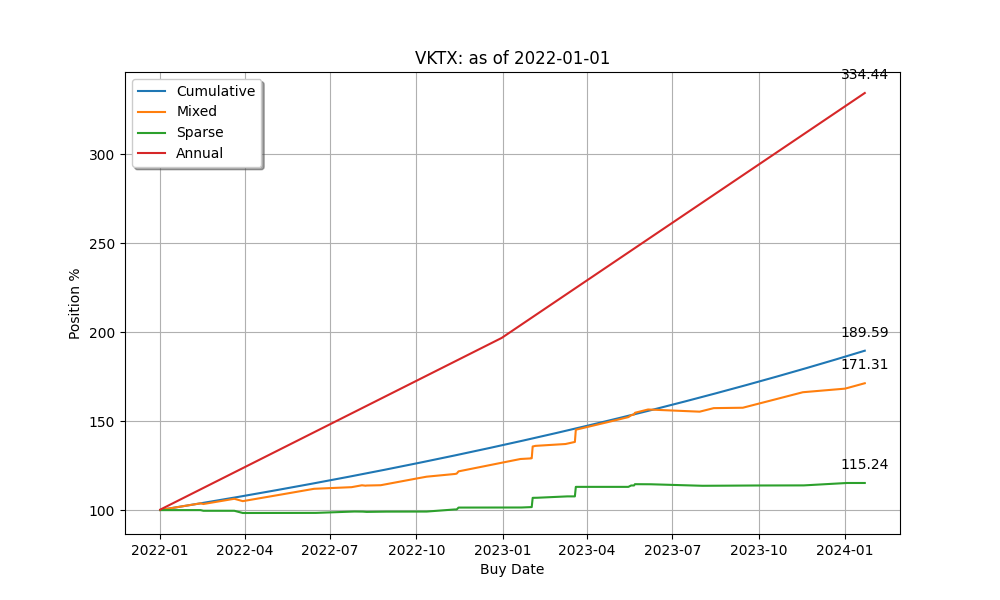 VKTX: as of 2022-01-01
334.44
Cumulative
Mixed
Sparse
Annual
300
250
200
150
100
189.59
171.31
115.24
Position %
2022-01
2022-04
2022-07
2022-10
2023-01
2023-04
2023-07
2023-10
2024-01
Buy Date